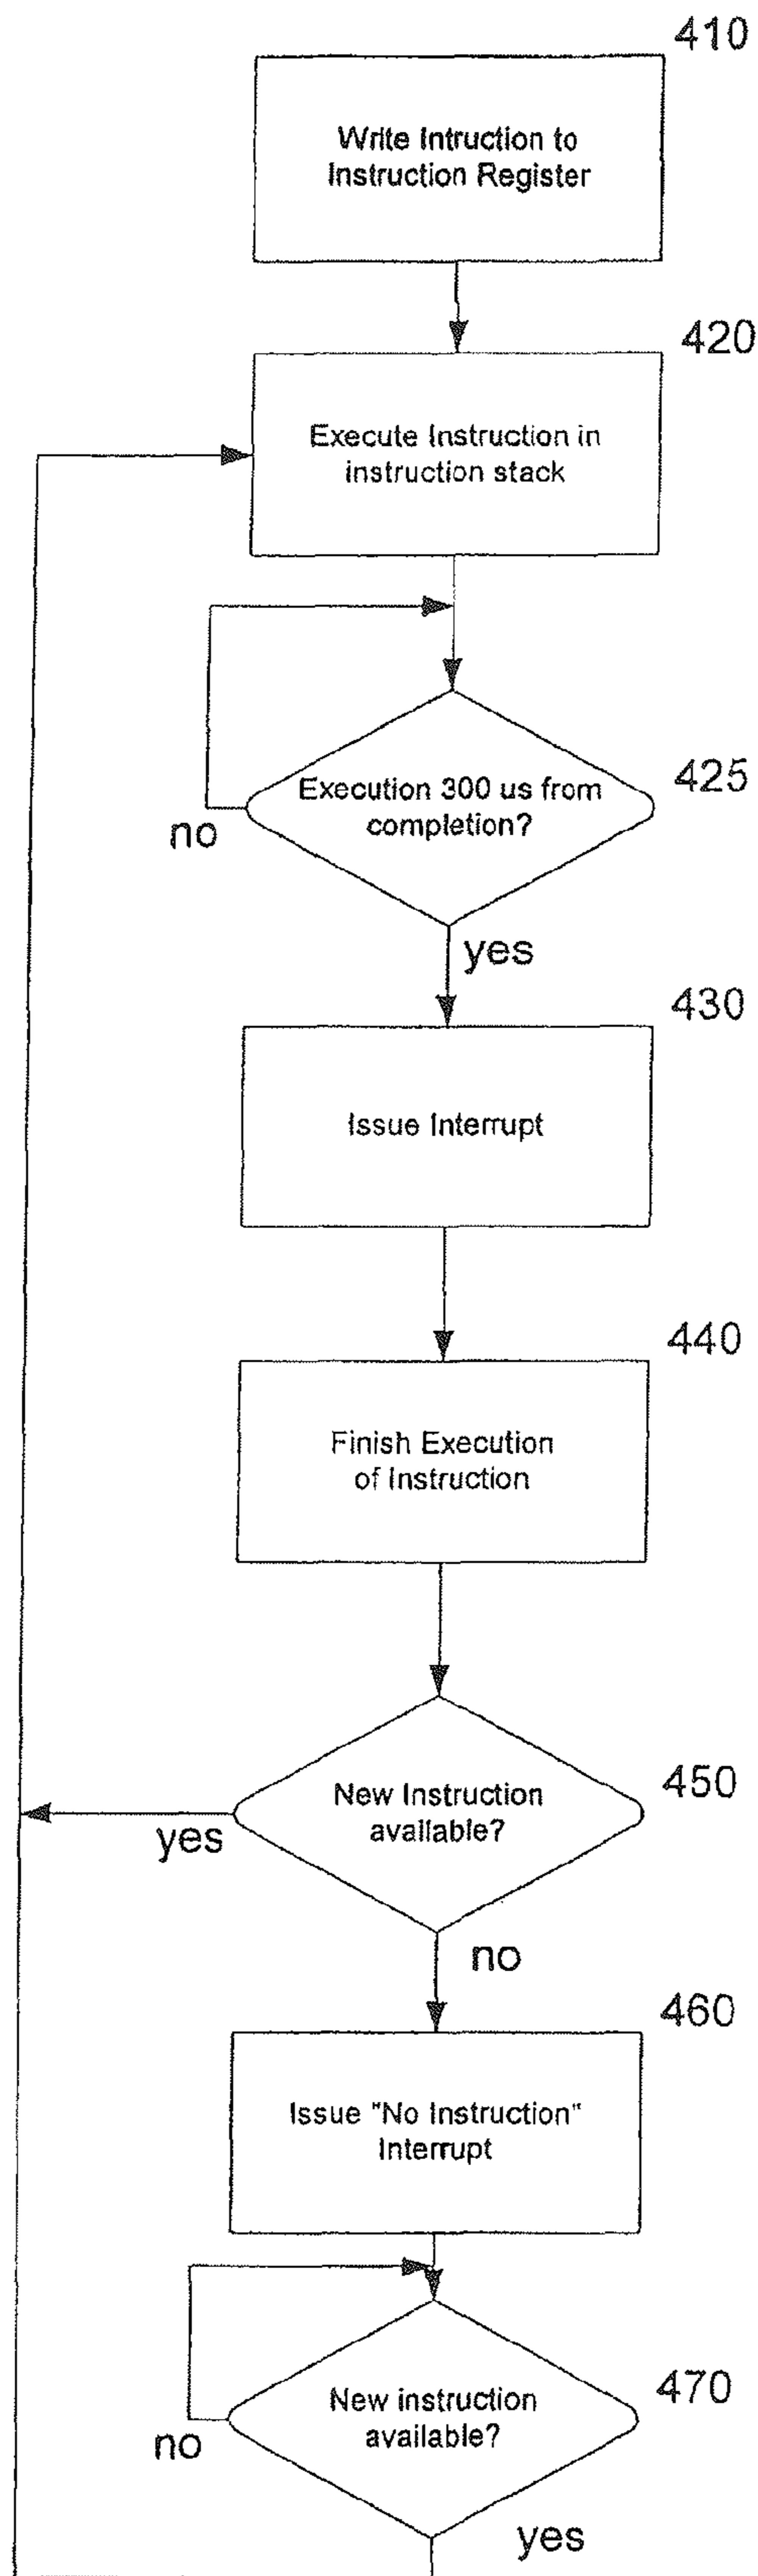 410
Write Intruction to
Instruction Register
420
Execute Instruction in
instruction stack
425
Execution 300 us from
completion?
no
yes
430
Issue Interrupt
440
Finish Execution
of Instruction
450
New Instruction
available?
yes
no
460
Issue "No Instruction"
Interrupt
470
New instruction
available?
no
yes